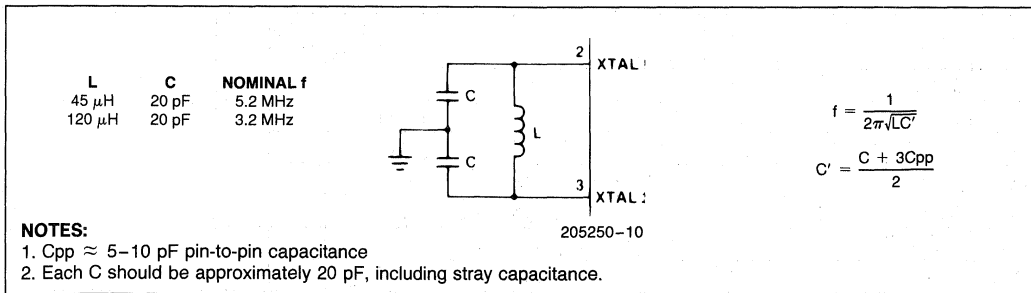 L C NOMINAL f
45 μH 20 pF 5.2 MHz
120 μH 20 pF 3.2 MHz
2
XTAL
C
L
C
3
XTAL
205250-10
f = 1 / 2π√LC′
C′ = C + 3Cpp / 2
NOTES:
1. Cpp ≈ 5–10 pF pin-to-pin capacitance
2. Each C should be approximately 20 pF, including stray capacitance.